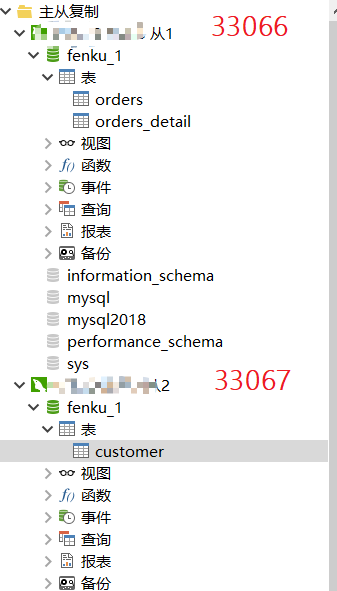 主从复制
从1 33066
fenku_1
表
orders
orders_detail
视图
函数
事件
查询
报表
备份
information_schema
mysql
mysql2018
performance_schema
sys
2 33067
fenku_1
表
customer
视图
函数
事件
查询
报表
备份